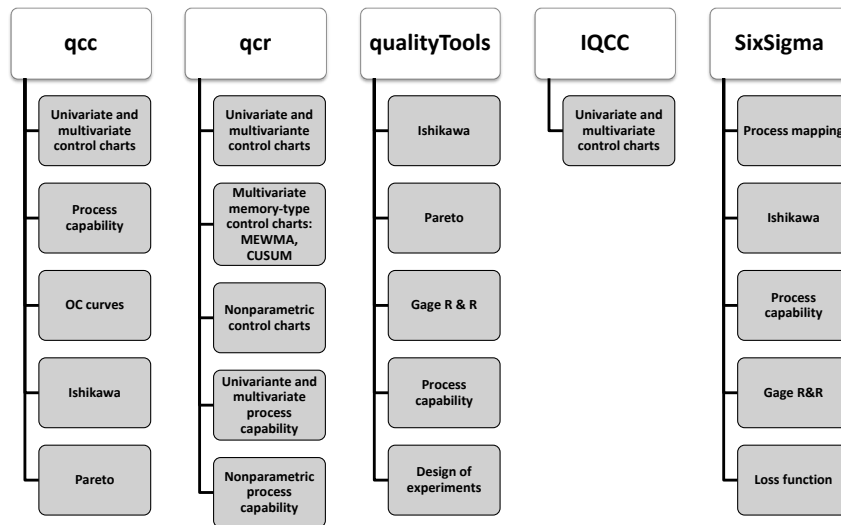 qcc
Univariate and
multivariate
control charts
Process
capability
OC curves
Ishikawa
Pareto
qcr
Univariate and
multivariante
control charts
Multivariate
memory-type
control charts:
MEWMA,
CUSUM
Nonparametric
control charts
Univariante and
multivariate
process
capability
Nonparametric
process
capability
qualityTools
Ishikawa
Pareto
Gage R & R
Process
capability
Design of
experiments
IQCC
Univariate and
multivariate
control charts
SixSigma
Process mapping
Ishikawa
Process
capability
Gage R&R
Loss function